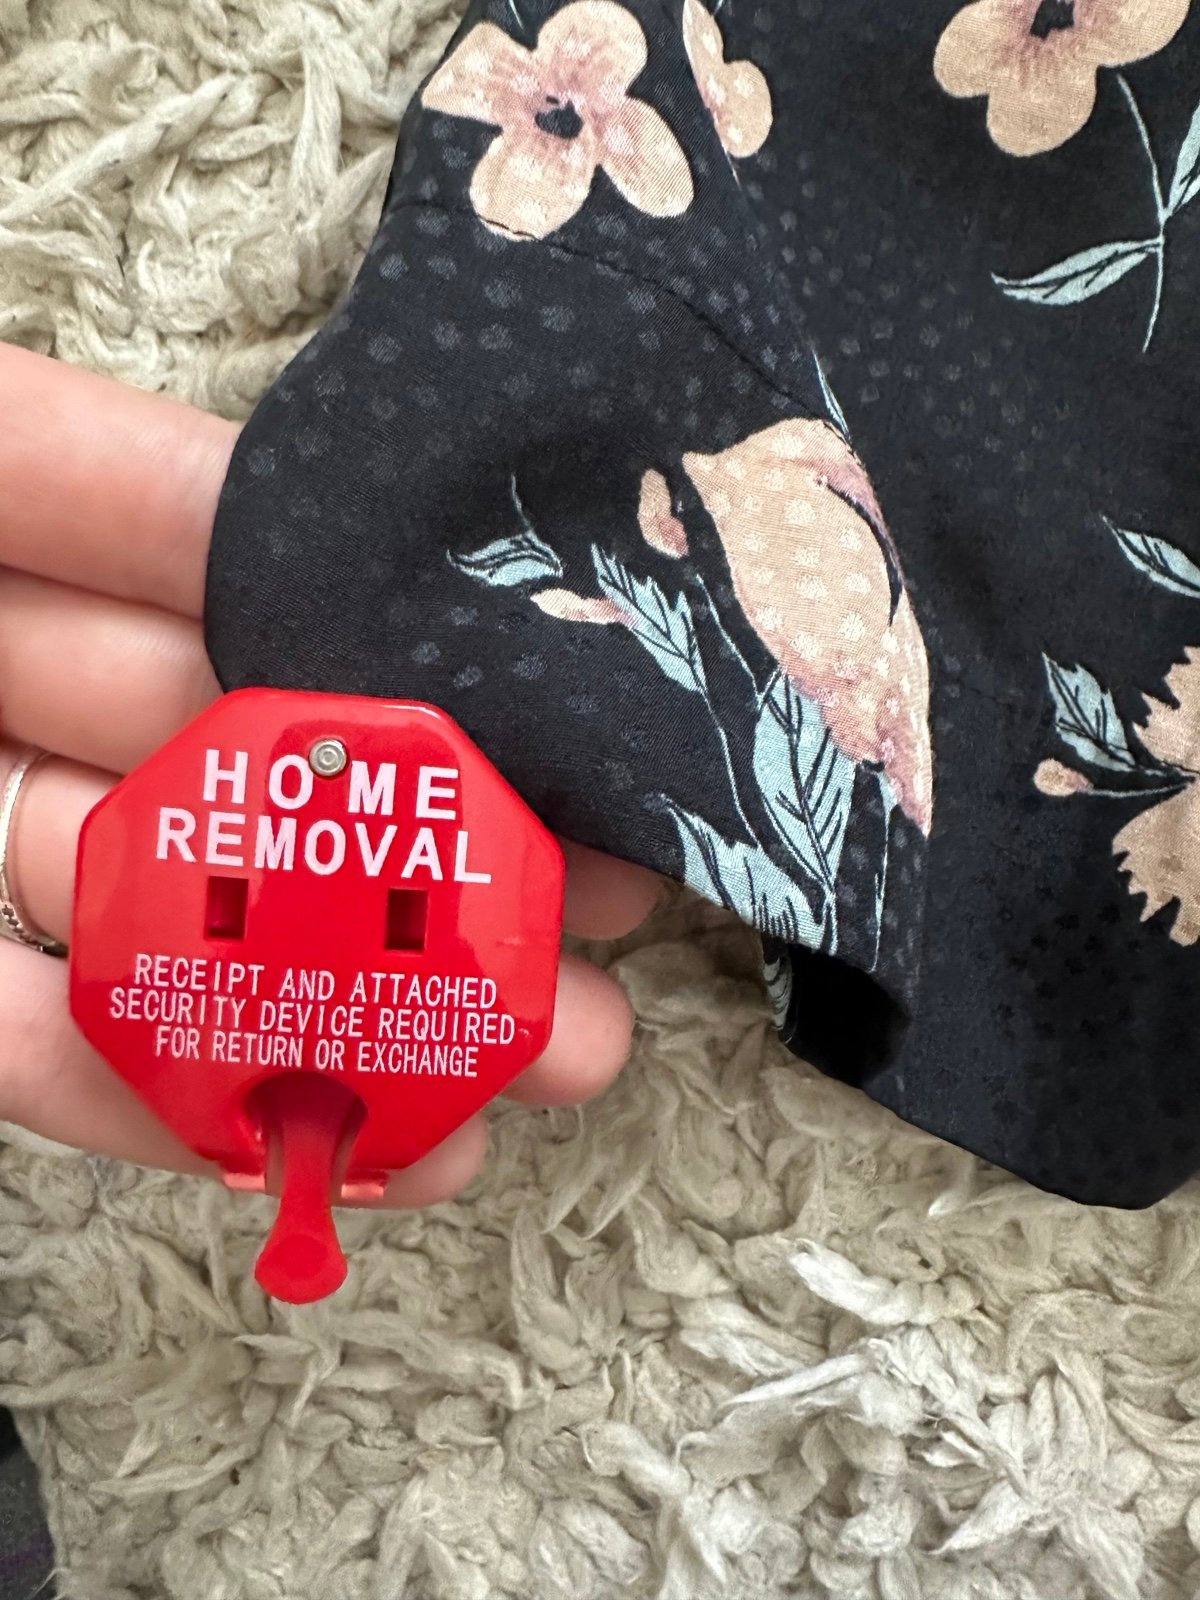 HOME
REMOVAL
RECEIPT AND ATTACHED
SECURITY DEVICE REQUIRED
FOR RETURN OR EXCHANGE